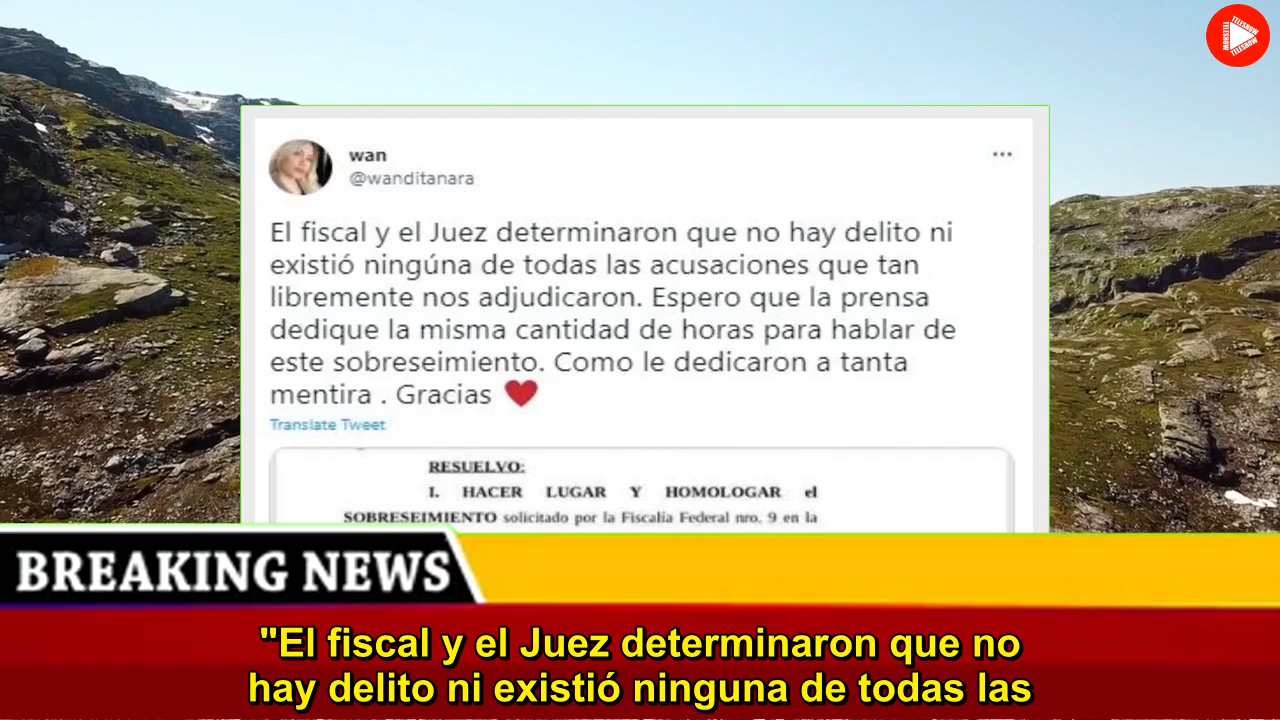 TELESHOW
TELESHOW
TELESHOW
wan
@wanditanara
El fiscal y el Juez determinaron que no hay delito ni
existió ningúna de todas las acusaciones que tan
libremente nos adjudicaron. Espero que la prensa
dedique la misma cantidad de horas para hablar de
este sobreseimiento. Como le dedicaron a tanta
mentira . Gracias ❤
Translate Tweet
RESUELVO:
I. HACER LUGAR Y HOMOLOGAR el
SOBRESEIMIENTO solicitado por la Fiscalía Federal nro. 9 en la
BREAKING NEWS
"El fiscal y el Juez determinaron que no
hay delito ni existió ninguna de todas las